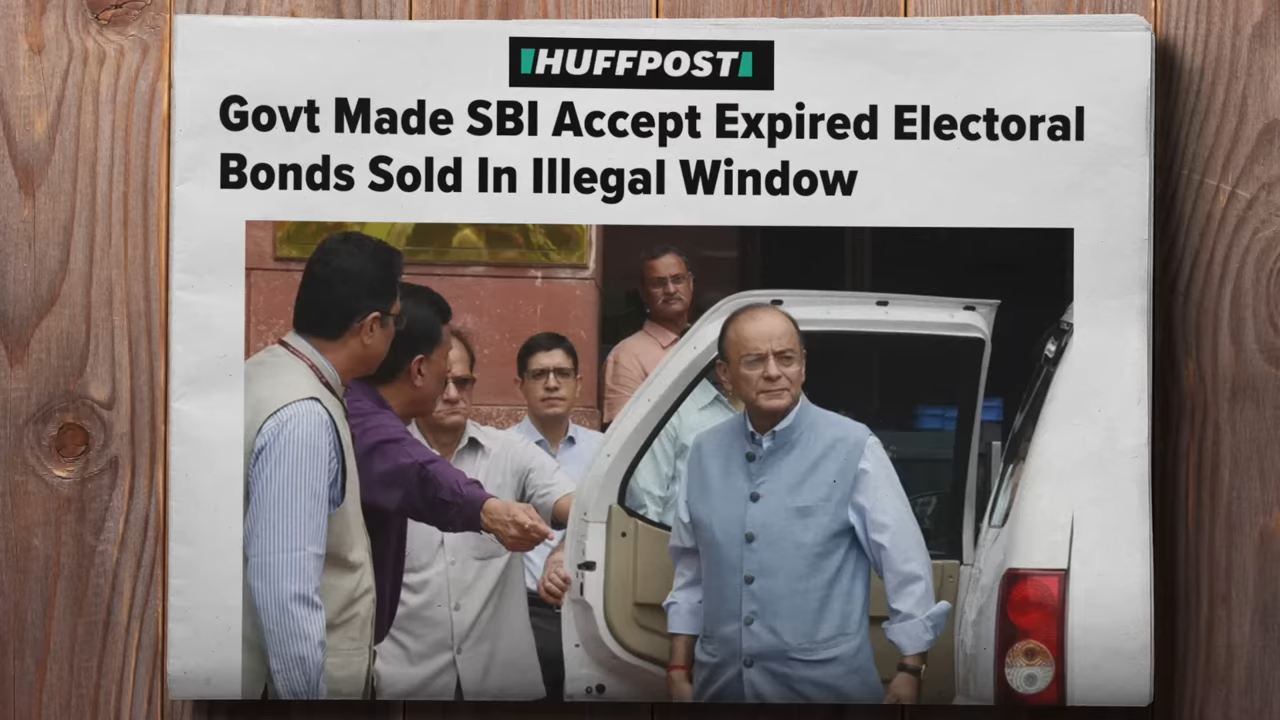 HUFFPOST
Govt Made SBI Accept Expired Electoral
Bonds Sold In Illegal Window